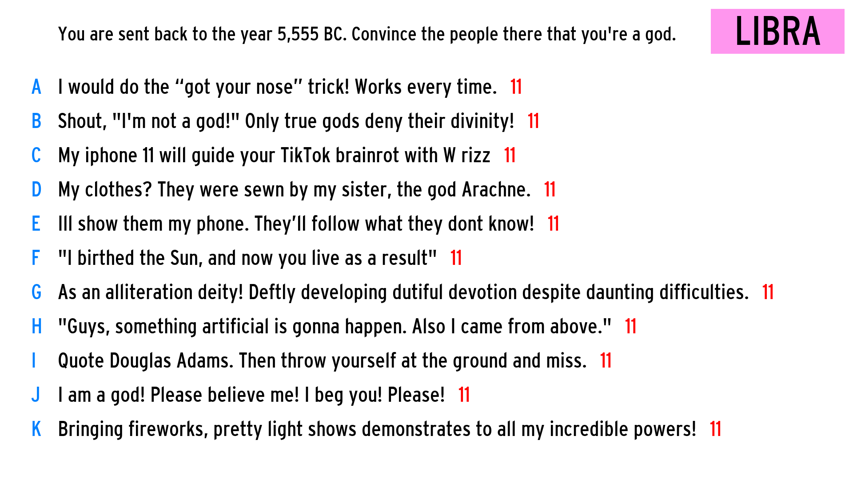 You are sent back to the year 5,555 BC. Convince the people there that you're a god.
LIBRA
A I would do the “got your nose” trick! Works every time. 11
B Shout, "I'm not a god!" Only true gods deny their divinity! 11
C My iphone 11 will guide your TikTok brainrot with W rizz 11
D My clothes? They were sewn by my sister, the god Arachne. 11
E Ill show them my phone. They’ll follow what they dont know! 11
F "I birthed the Sun, and now you live as a result" 11
G As an alliteration deity! Deftly developing dutiful devotion despite daunting difficulties. 11
H "Guys, something artificial is gonna happen. Also I came from above." 11
I Quote Douglas Adams. Then throw yourself at the ground and miss. 11
J I am a god! Please believe me! I beg you! Please! 11
K Bringing fireworks, pretty light shows demonstrates to all my incredible powers! 11